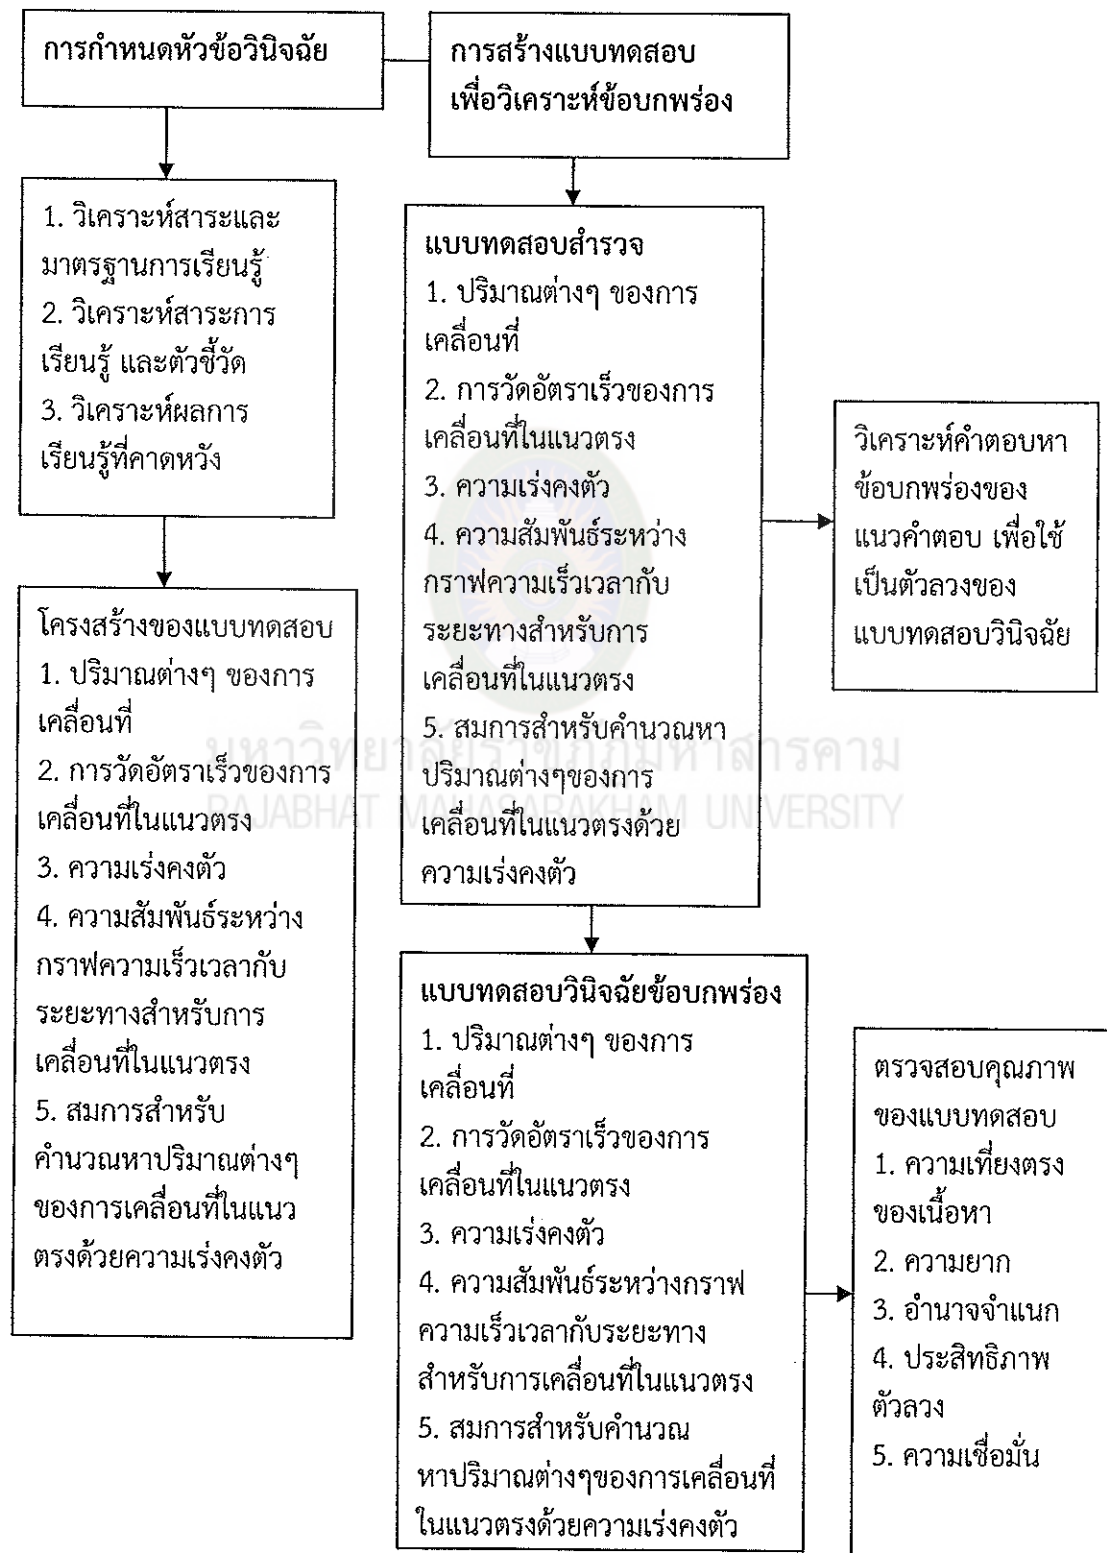 การกำหนดหัวข้อวินิจฉัย
การสร้างแบบทดสอบ
เพื่อวิเคราะห์ข้อบกพร่อง
1. วิเคราะห์สาระและ
มาตรฐานการเรียนรู้
2. วิเคราะห์สาระการ
เรียนรู้ และตัวชี้วัด
3. วิเคราะห์ผลการ
เรียนรู้ที่คาดหวัง
โครงสร้างของแบบทดสอบ
1. ปริมาณต่างๆ ของการ
เคลื่อนที่
2. การวัดอัตราเร็วของการ
เคลื่อนที่ในแนวตรง
3. ความเร่งคงตัว
4. ความสัมพันธ์ระหว่าง
กราฟความเร็วเวลากับ
ระยะทางสำหรับการ
เคลื่อนที่ในแนวตรง
5. สมการสำหรับ
คำนวณหาปริมาณต่างๆ
ของการเคลื่อนที่ในแนว
ตรงด้วยความเร่งคงตัว
แบบทดสอบสำรวจ
1. ปริมาณต่างๆ ของการ
เคลื่อนที่
2. การวัดอัตราเร็วของการ
เคลื่อนที่ในแนวตรง
3. ความเร่งคงตัว
4. ความสัมพันธ์ระหว่าง
กราฟความเร็วเวลากับ
ระยะทางสำหรับการ
เคลื่อนที่ในแนวตรง
5. สมการสำหรับคำนวณหา
ปริมาณต่างๆของการ
เคลื่อนที่ในแนวตรงด้วย
ความเร่งคงตัว
วิเคราะห์คำตอบหา
ข้อบกพร่องของ
แนวคำตอบ เพื่อใช้
เป็นตัวลวงของ
แบบทดสอบวินิจฉัย
แบบทดสอบวินิจฉัยข้อบกพร่อง
1. ปริมาณต่างๆ ของการ
เคลื่อนที่
2. การวัดอัตราเร็วของการ
เคลื่อนที่ในแนวตรง
3. ความเร่งคงตัว
4. ความสัมพันธ์ระหว่างกราฟ
ความเร็วเวลากับระยะทาง
สำหรับการเคลื่อนที่ในแนวตรง
5. สมการสำหรับคำนวณ
หาปริมาณต่างๆของการเคลื่อนที่
ในแนวตรงด้วยความเร่งคงตัว
ตรวจสอบคุณภาพ
ของแบบทดสอบ
1. ความเที่ยงตรง
ของเนื้อหา
2. ความยาก
3. อำนาจจำแนก
4. ประสิทธิภาพ
ตัวลวง
5. ความเชื่อมั่น
มหาวิทยาลัยราชภัฏมหาสารคาม
RAJABHAT MAHASARAKHAM UNIVERSITY